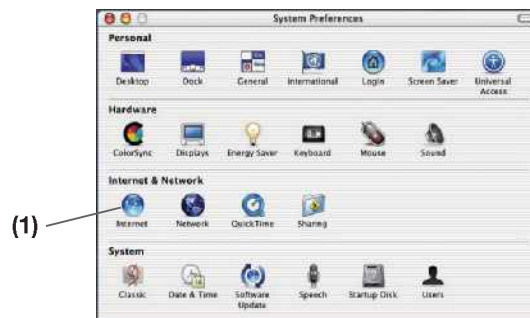 System Preferences
Personal
Desktop Dock General International Login Screen Saver Universal Access
Hardware
ColorSync Displays Energy Saver Keyboard Mouse Sound
Internet & Network
(1)
Internet Network QuickTime Sharing
System
Classic Date & Time Software Update Speech Startup Disk Users